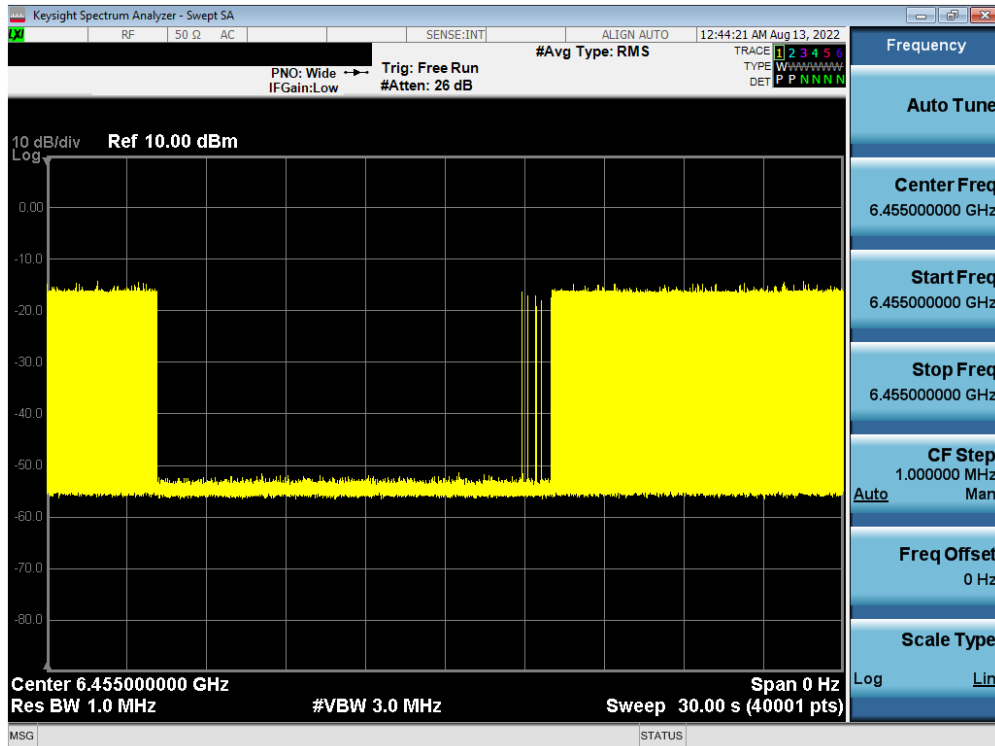 Keysight Spectrum Analyzer - Swept SA
LXI RF 50 Ω AC SENSE:INT ALIGN AUTO 12:44:21 AM Aug 13, 2022
#Avg Type: RMS TRACE 1 2 3 4 5 6
PNO: Wide Trig: Free Run TYPE WWWWWW
IFGain:Low #Atten: 26 dB DET P P N N N N
10 dB/div Ref 10.00 dBm
Log
0.00
-10.0
-20.0
-30.0
-40.0
-50.0
-60.0
-70.0
-80.0
Center 6.455000000 GHz Span 0 Hz
Res BW 1.0 MHz #VBW 3.0 MHz Sweep 30.00 s (40001 pts)
MSG STATUS
Frequency
Auto Tune
Center Freq
6.455000000 GHz
Start Freq
6.455000000 GHz
Stop Freq
6.455000000 GHz
CF Step
1.000000 MHz
Auto Man
Freq Offset
0 Hz
Scale Type
Log Lin